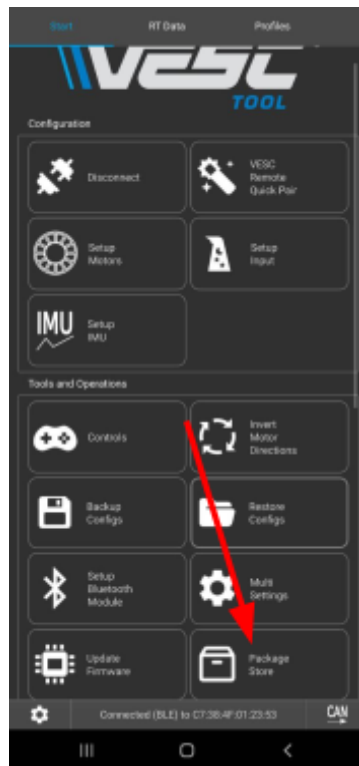 Start
RT Data
Profiles
VESC
TOOL
Configuration
Disconnect
VESC
Remote
Quick Pair
Setup
Motors
Setup
Input
IMU
Setup
IMU
Tools and Operations
Controls
Invert
Motor
Directions
Backup
Configs
Restore
Configs
Setup
Bluetooth
Module
Multi
Settings
Update
Firmware
Package
Store
Connected (BLE) to C7:38:4F:01:23:53
CAN